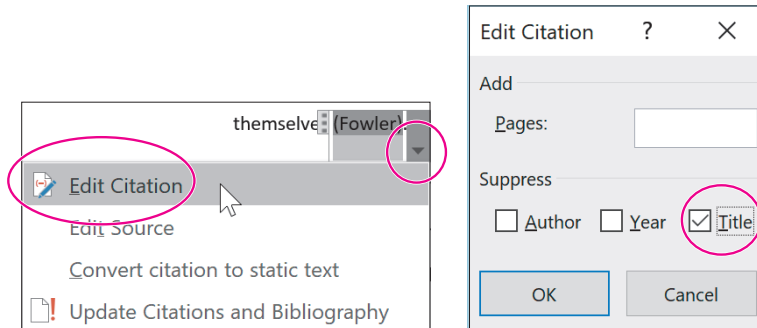 themselve (Fowler).
Edit Citation
Edit Source
Convert citation to static text
Update Citations and Bibliography
Edit Citation ? ×
Add
Pages:
Suppress
Author Year Title
OK Cancel